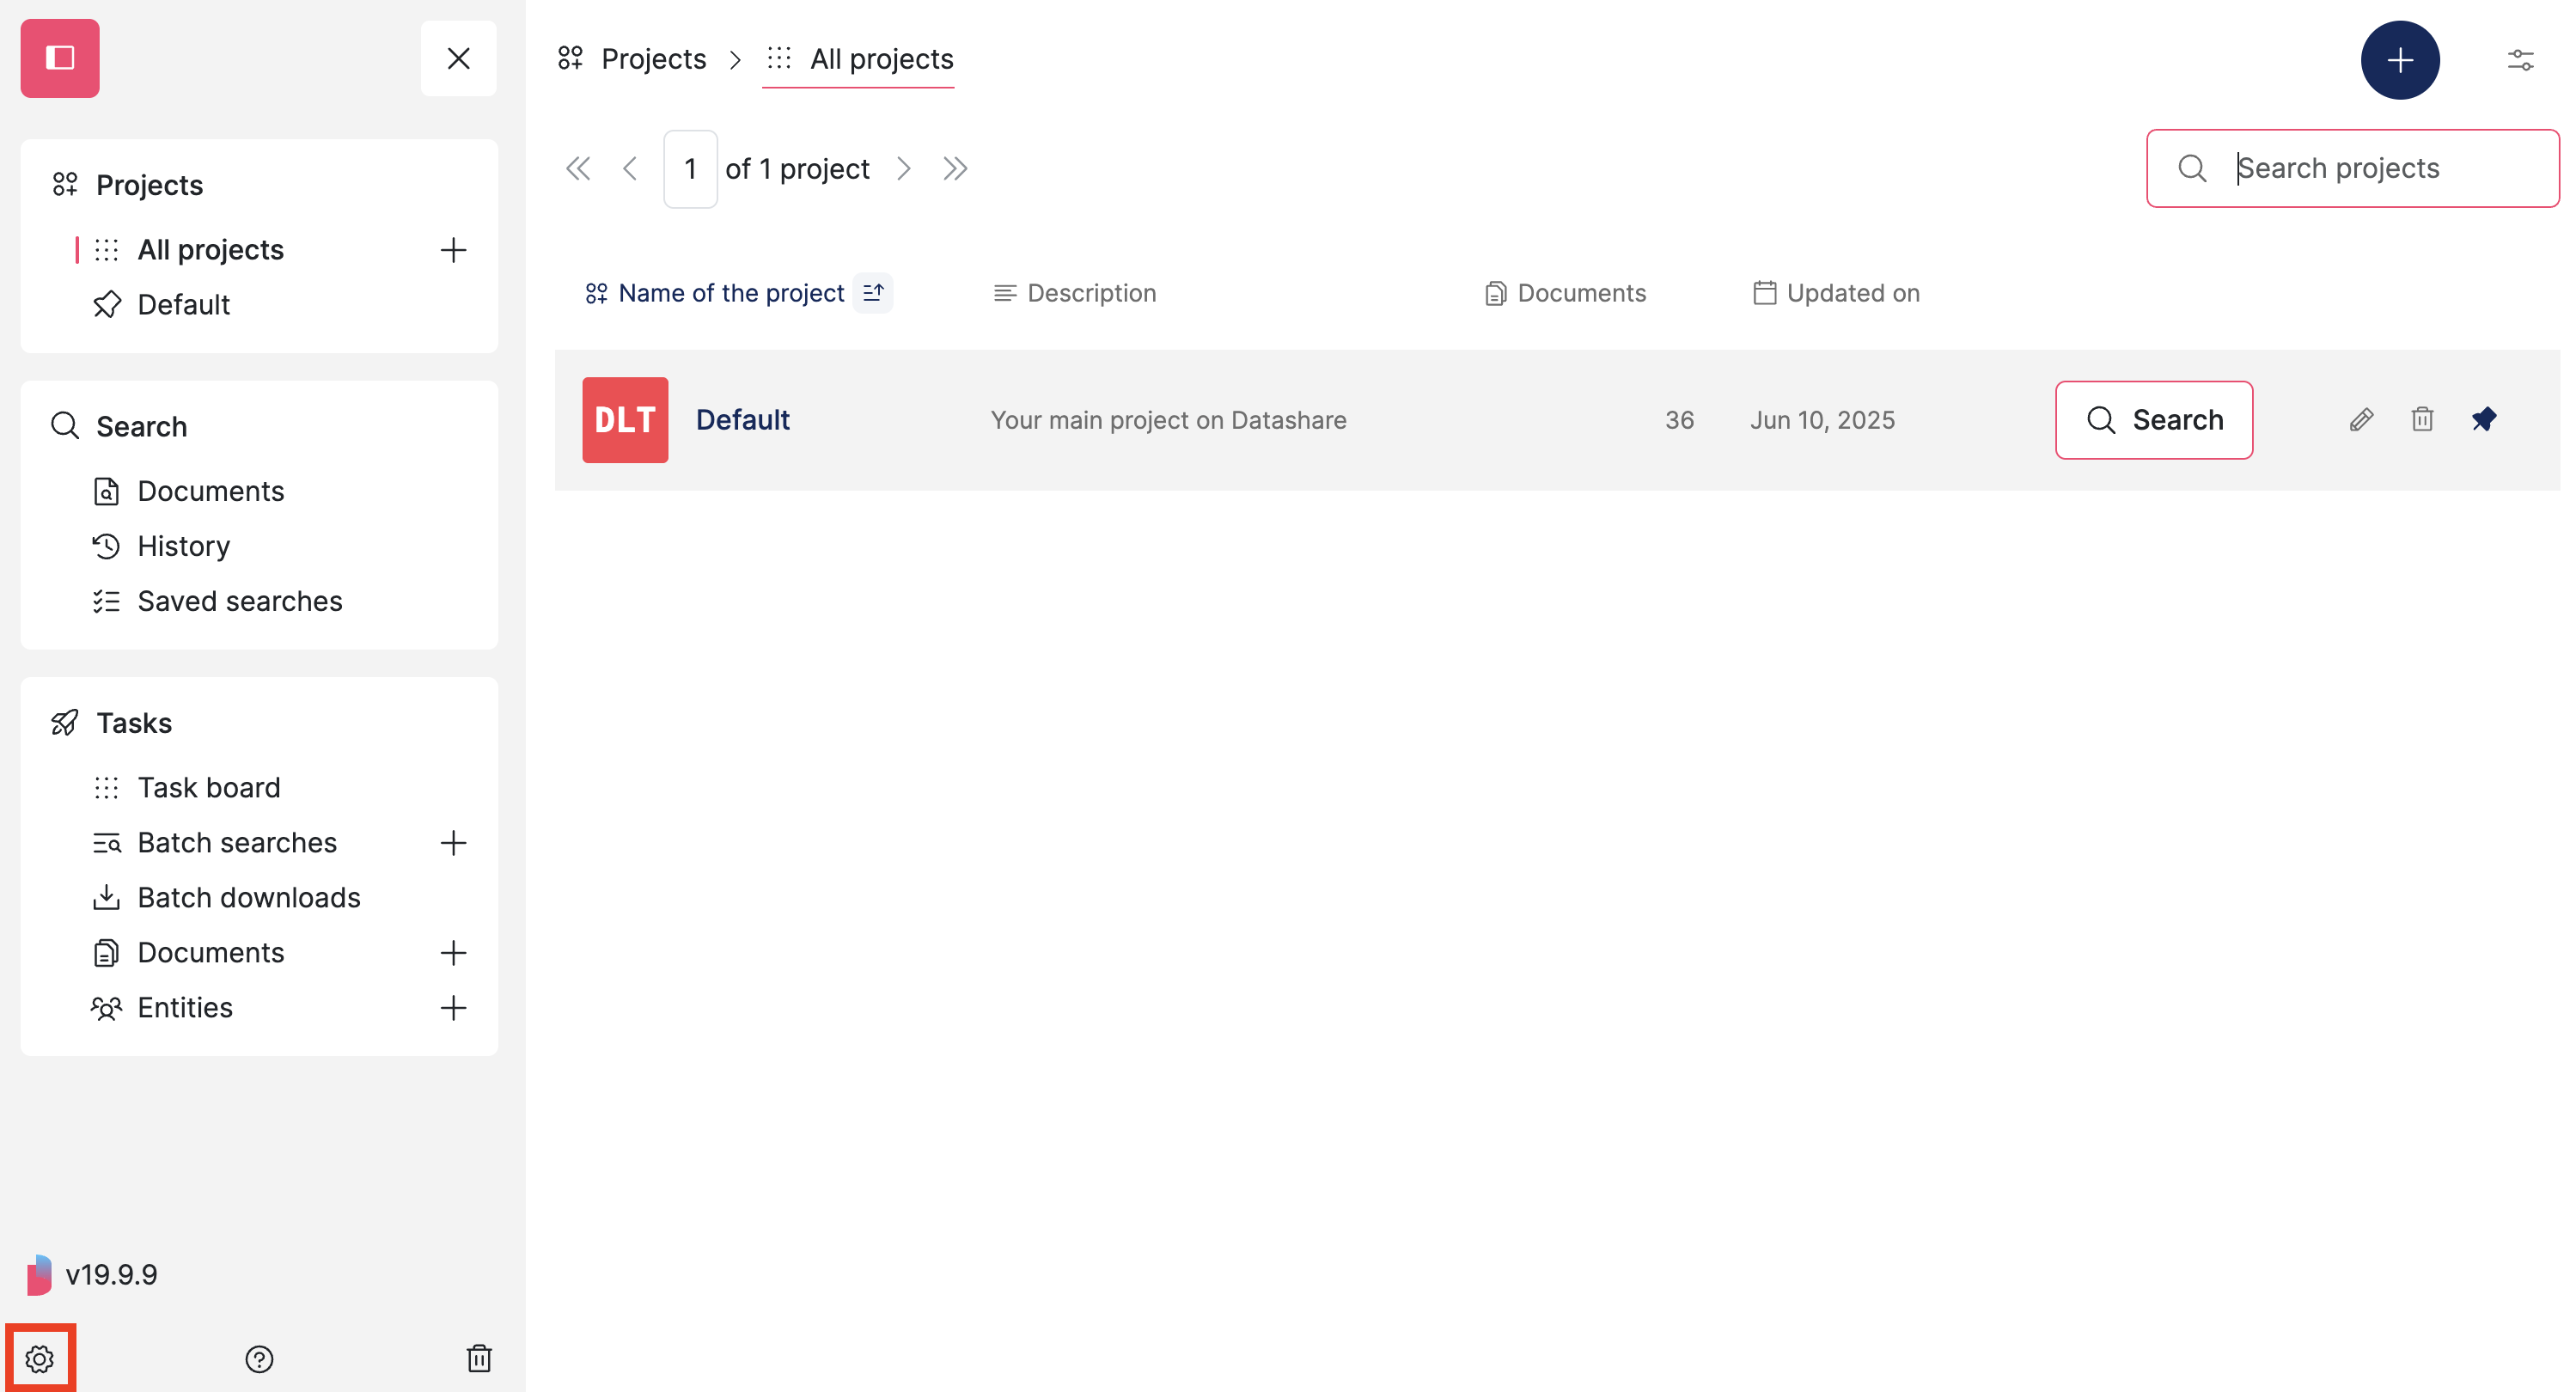 Projects
All projects
Default
Search
Documents
History
Saved searches
Tasks
Task board
Batch searches
Batch downloads
Documents
Entities
v19.9.9
Projects > All projects
1 of 1 project
Search projects
Name of the project Description Documents Updated on
DLT Default Your main project on Datashare 36 Jun 10, 2025 Search